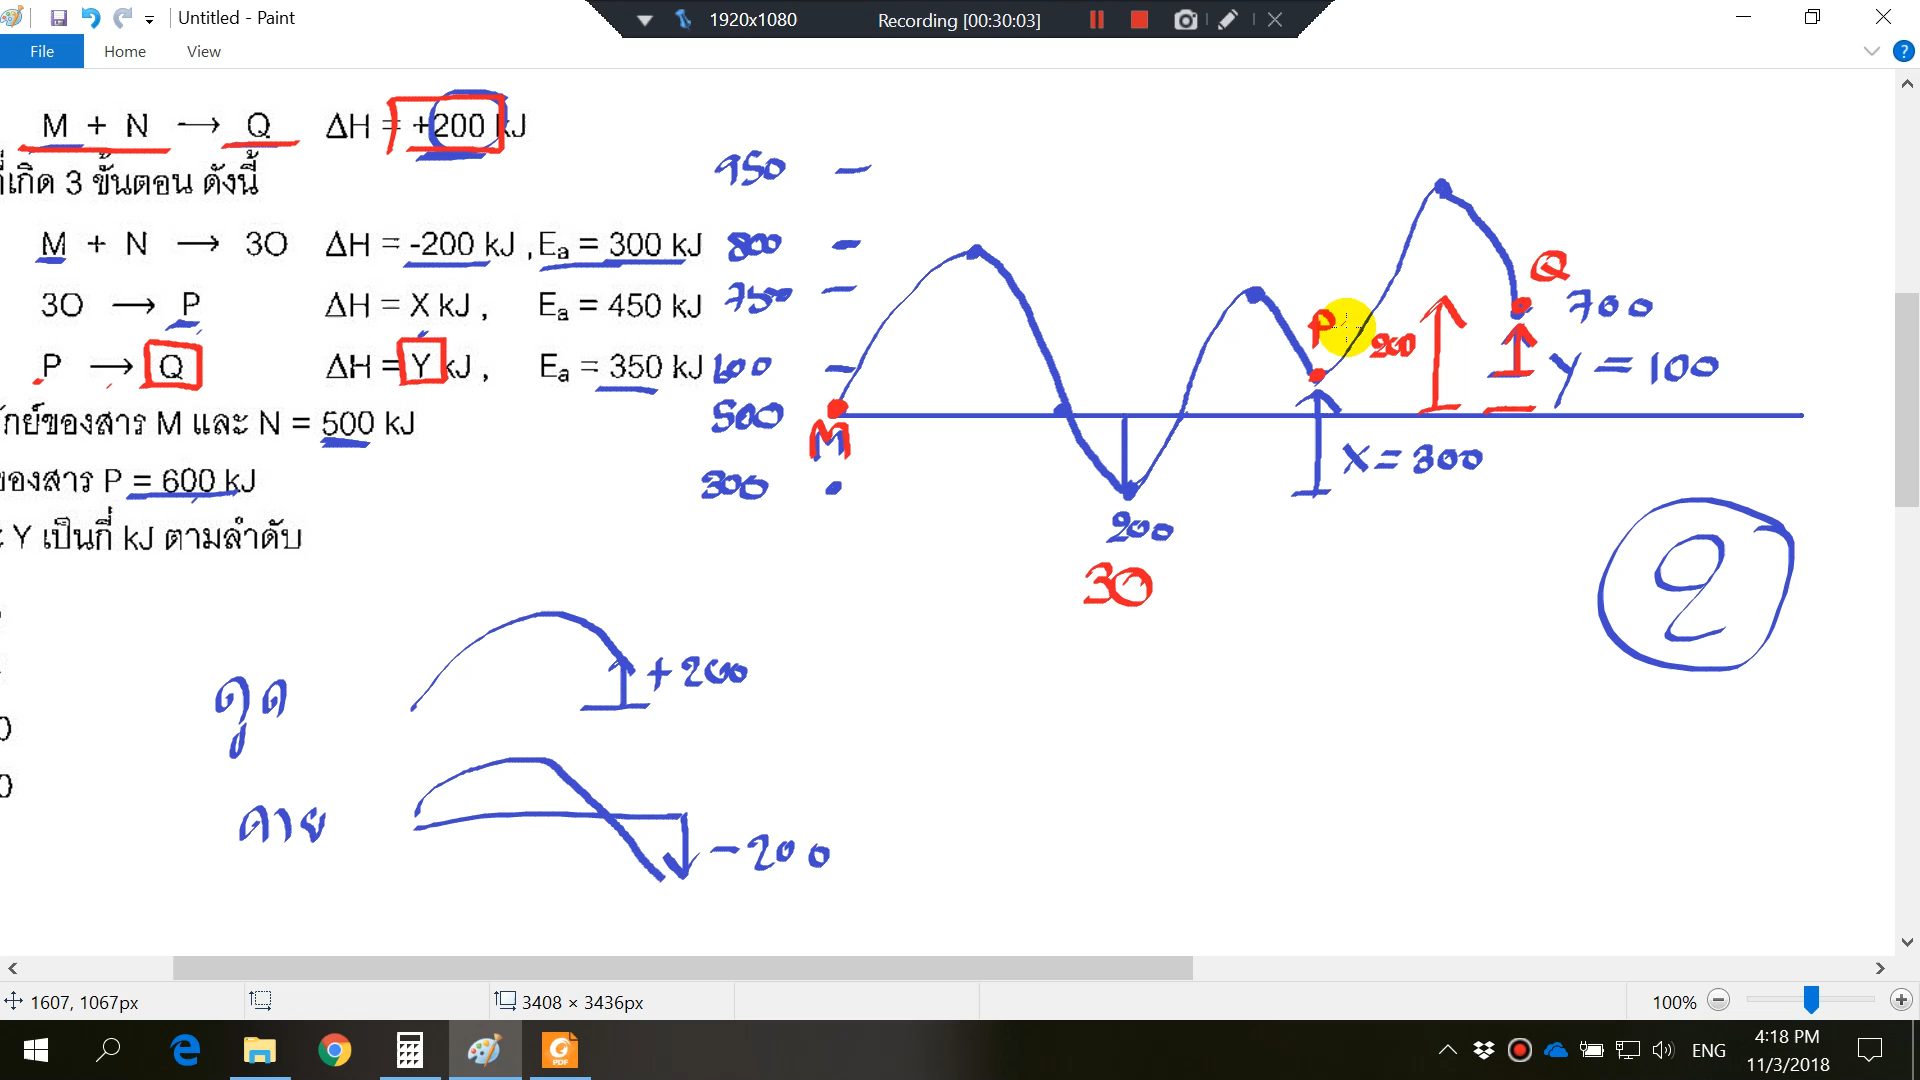 Untitled - Paint
1920x1080
Recording [00:30:03]
File
Home
View
M + N → Q ΔH = +200 kJ
ที่เกิด 3 ขั้นตอน ดังนี้
M + N → 3O ΔH = -200 kJ , Eₐ = 300 kJ
3O → P ΔH = X kJ , Eₐ = 450 kJ
P → Q ΔH = Y kJ , Eₐ = 350 kJ
กย์ของสาร M และ N = 500 kJ
ของสาร P = 600 kJ
Y เป็นกี่ kJ ตามลำดับ
0
0
950
800
750
600
500
300
M
200
3O
P
200
Q
700
Y = 100
X = 300
2
ดูด
+200
คาย
-200
1607, 1067px
3408 × 3436px
100%
PDF
ENG
4:18 PM
11/3/2018